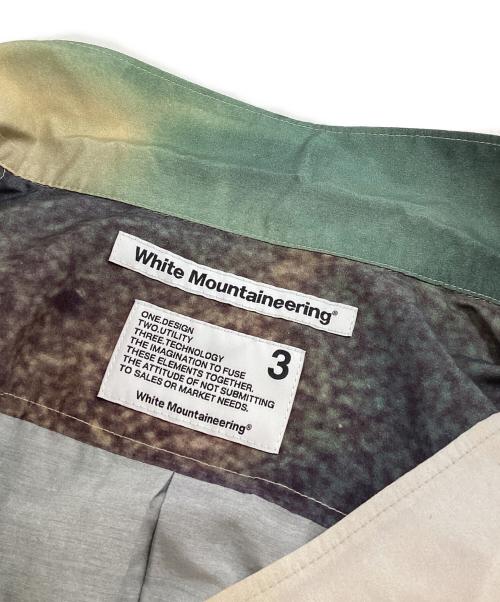 White Mountaineering®
ONE.DESIGN
TWO.UTILITY
THREE.TECHNOLOGY
THE IMAGINATION TO FUSE
THESE ELEMENTS TOGETHER.
THE ATTITUDE OF NOT SUBMITTING
TO SALES OR MARKET NEEDS.
3
White Mountaineering®